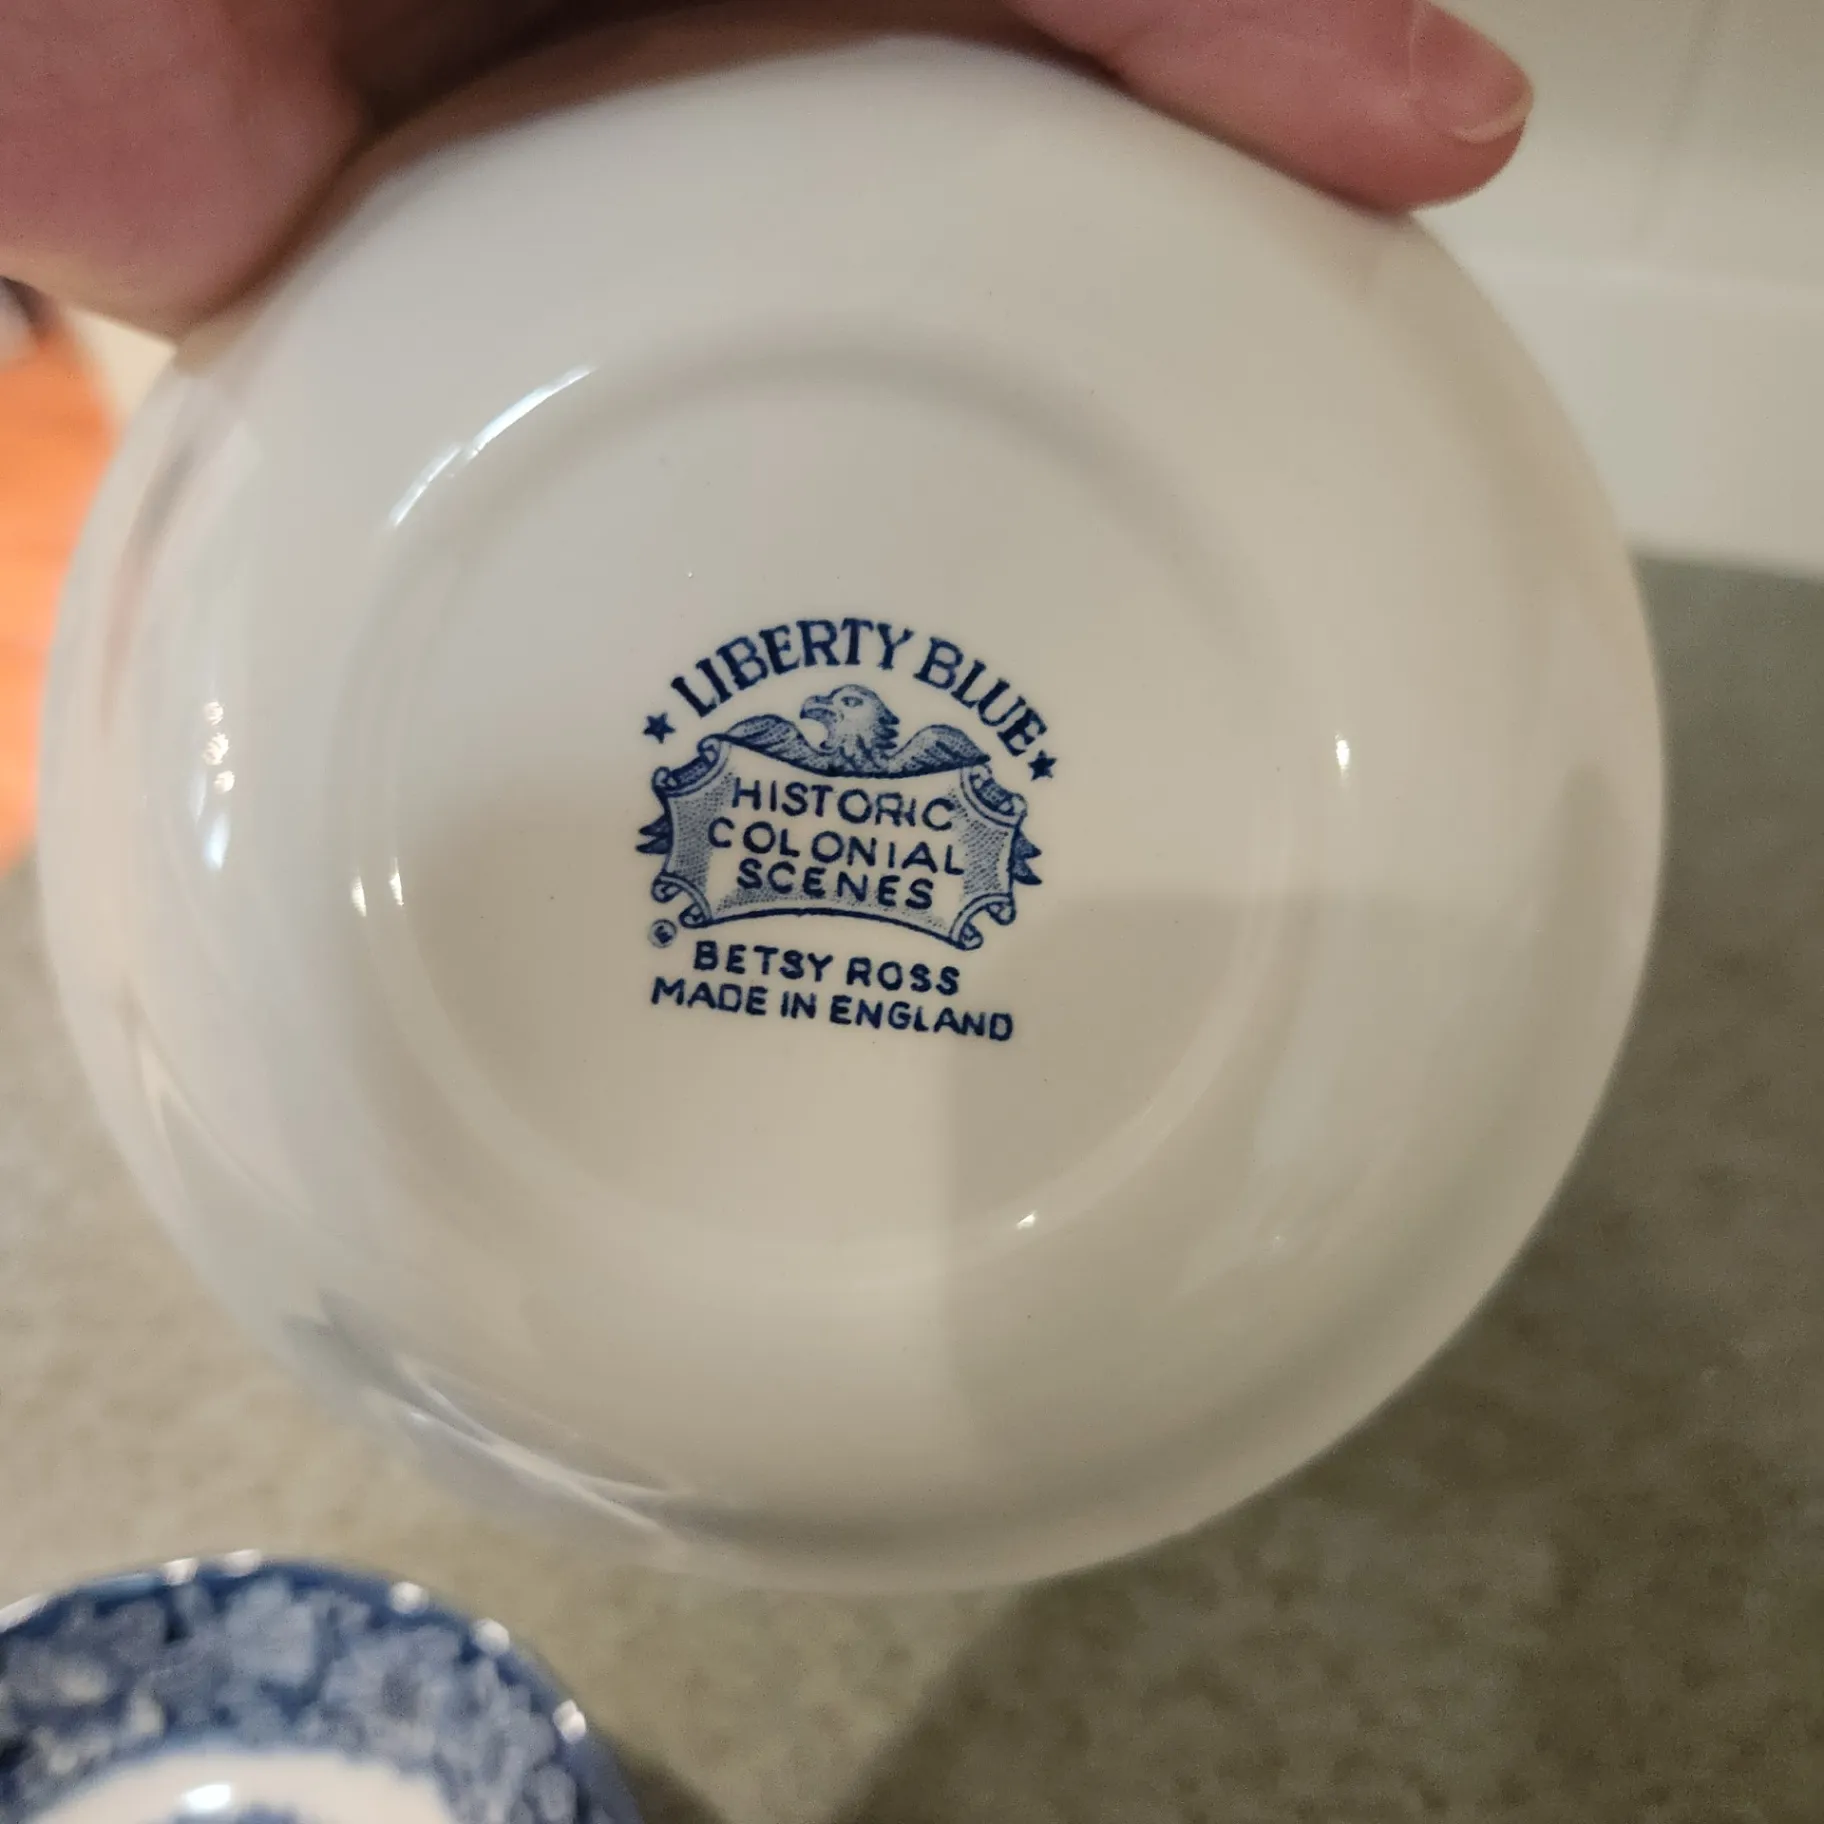 ★ LIBERTY BLUE ★
HISTORIC
COLONIAL
SCENES
BETSY ROSS
MADE IN ENGLAND